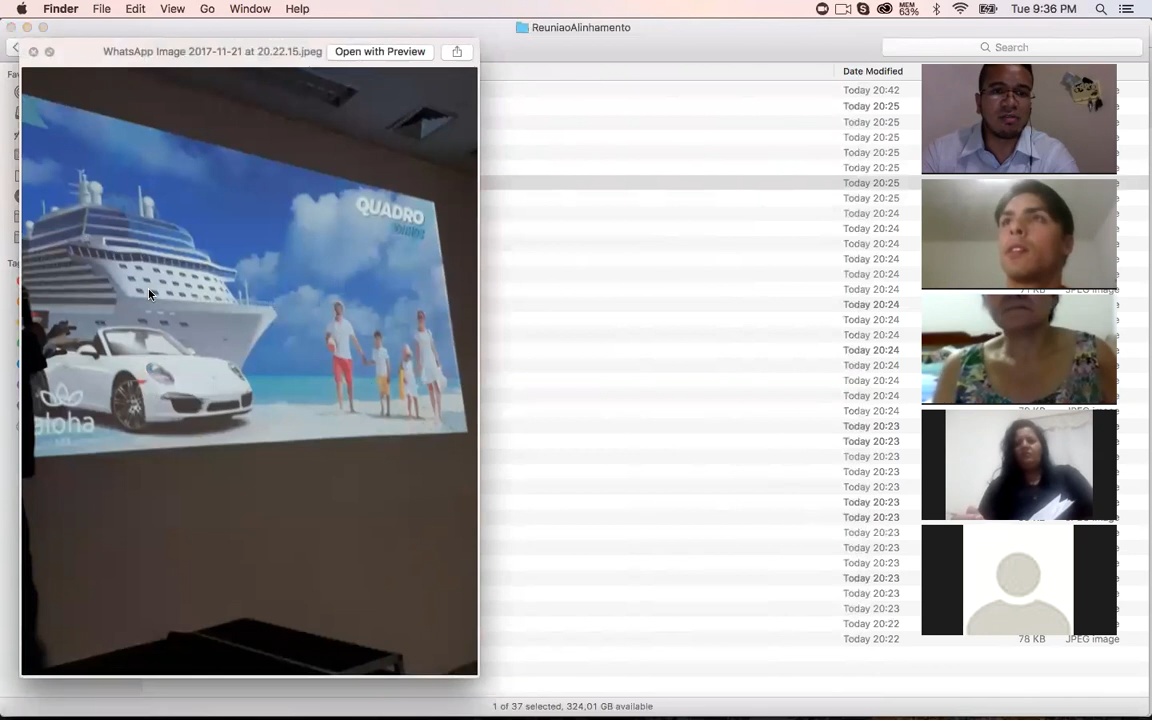 Finder File Edit View Go Window Help
MEM
63%
Tue 9:36 PM
ReuniaoAlinhamento
WhatsApp Image 2017-11-21 at 20.22.15.jpeg
Open with Preview
Search
Date Modified
Today 20:42
Today 20:25
Today 20:25
Today 20:25
Today 20:25
Today 20:25
Today 20:25
Today 20:25
Today 20:24
Today 20:24
Today 20:24
Today 20:24
Today 20:24
Today 20:24
Today 20:24
Today 20:24
Today 20:24
Today 20:24
Today 20:24
Today 20:24
Today 20:24
Today 20:24
Today 20:23
Today 20:23
Today 20:23
Today 20:23
Today 20:23
Today 20:23
Today 20:23
Today 20:23
Today 20:23
Today 20:23
Today 20:23
Today 20:23
Today 20:23
Today 20:22
Today 20:22 78 KB JPEG image
QUADRO
aloha
1 of 37 selected, 324,01 GB available